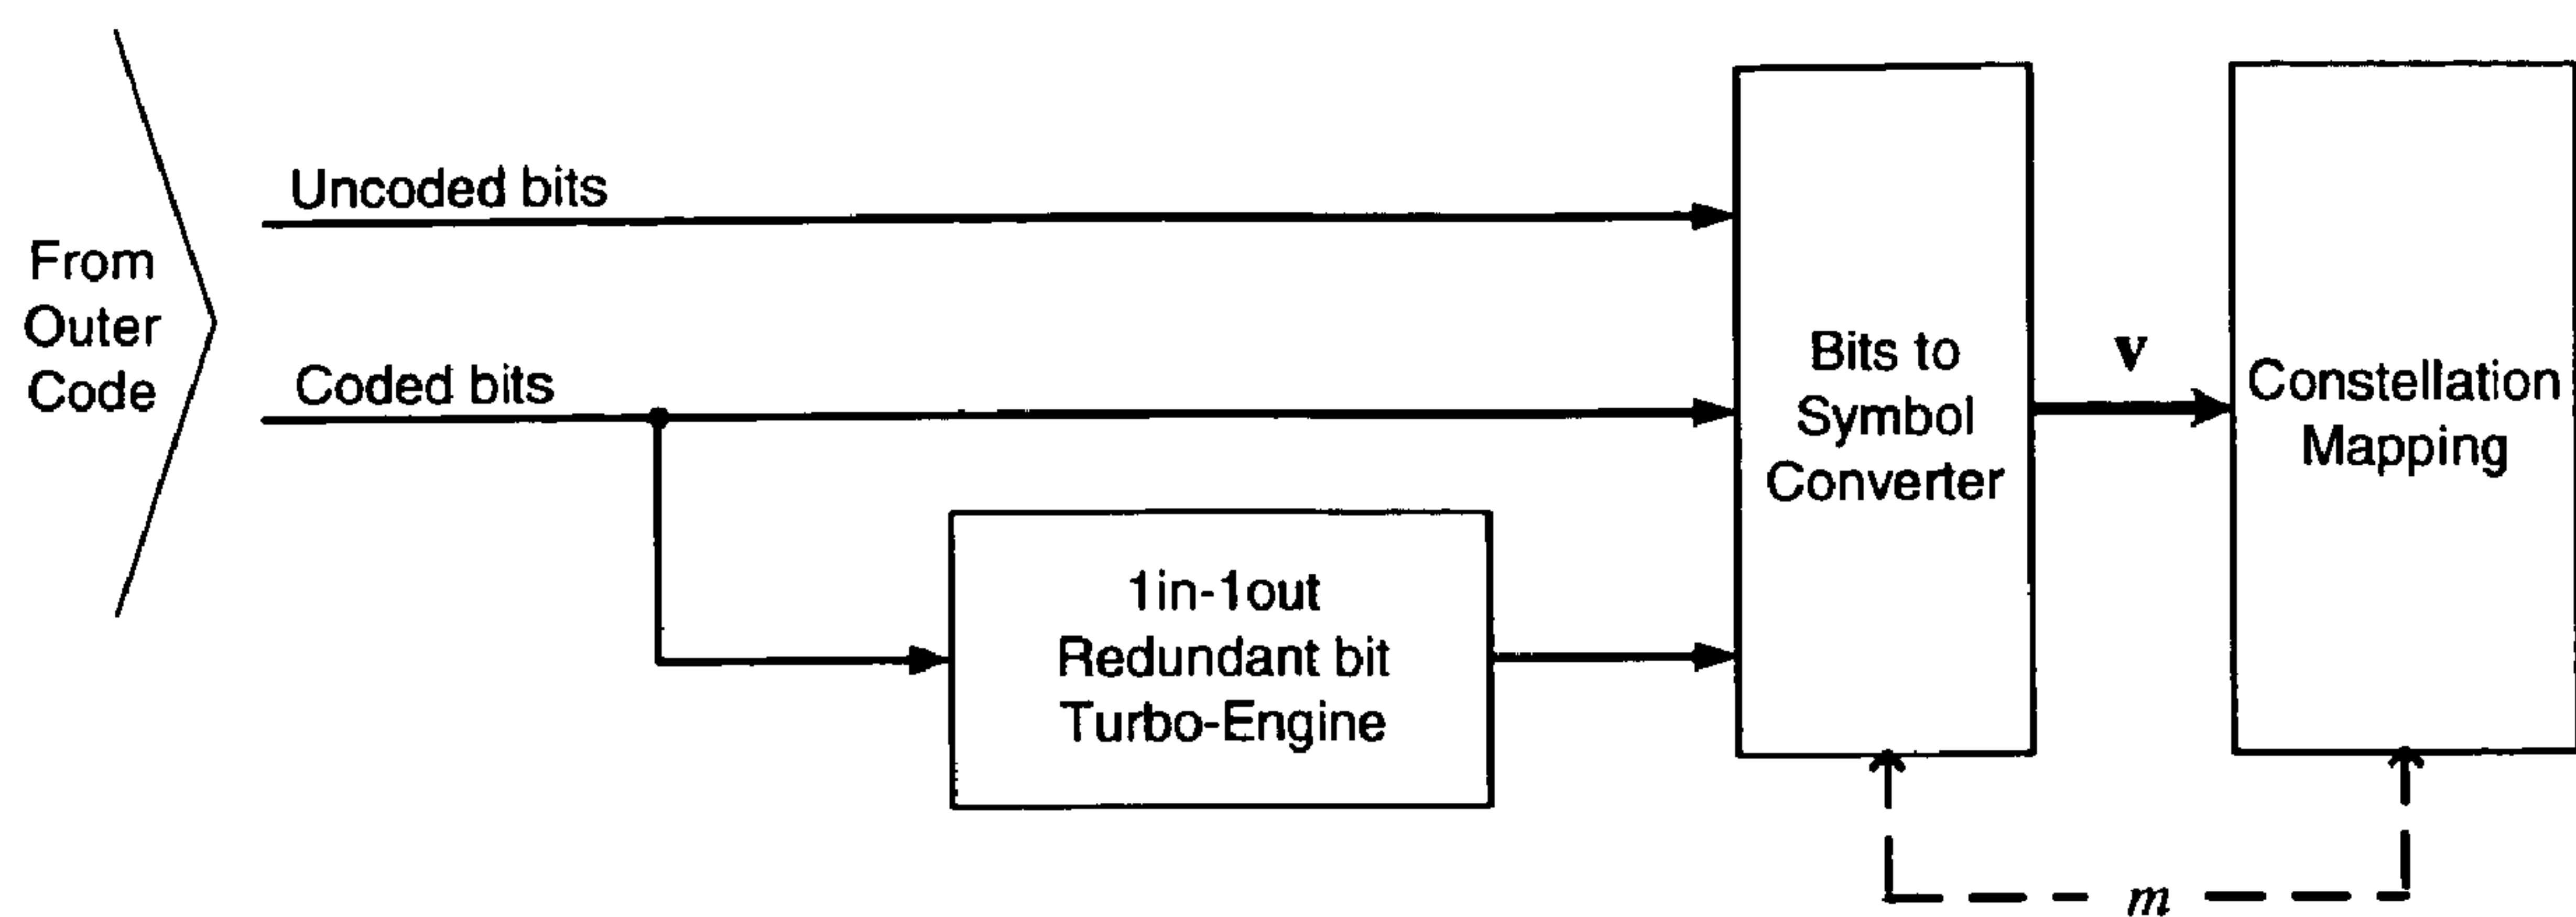 From
Outer
Code
Uncoded bits
Coded bits
1in-1out
Redundant bit
Turbo-Engine
Bits to
Symbol
Converter
v
Constellation
Mapping
m